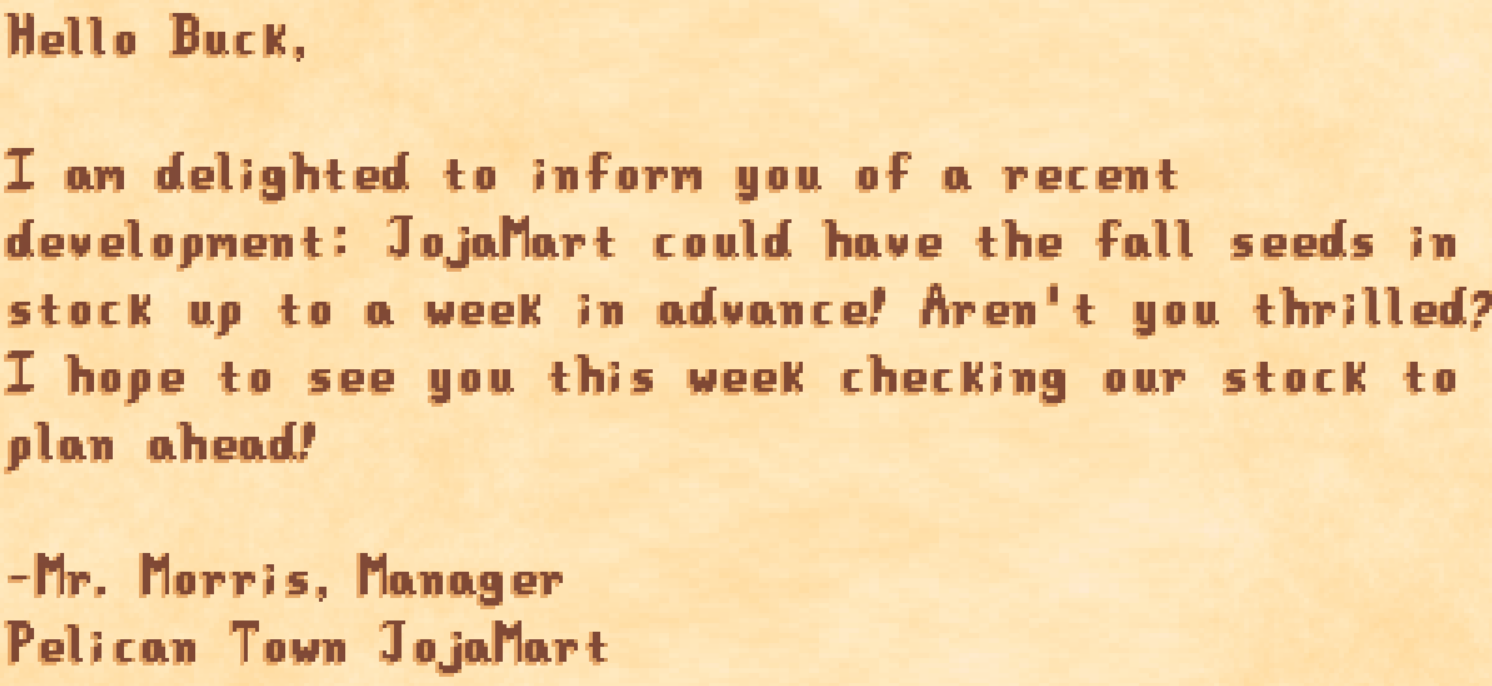 Hello Buck,
I am delighted to inform you of a recent
development: JojaMart could have the fall seeds in
stock up to a week in advance! Aren't you thrilled?
I hope to see you this week checking our stock to
plan ahead!
-Mr. Morris, Manager
Pelican Town JojaMart